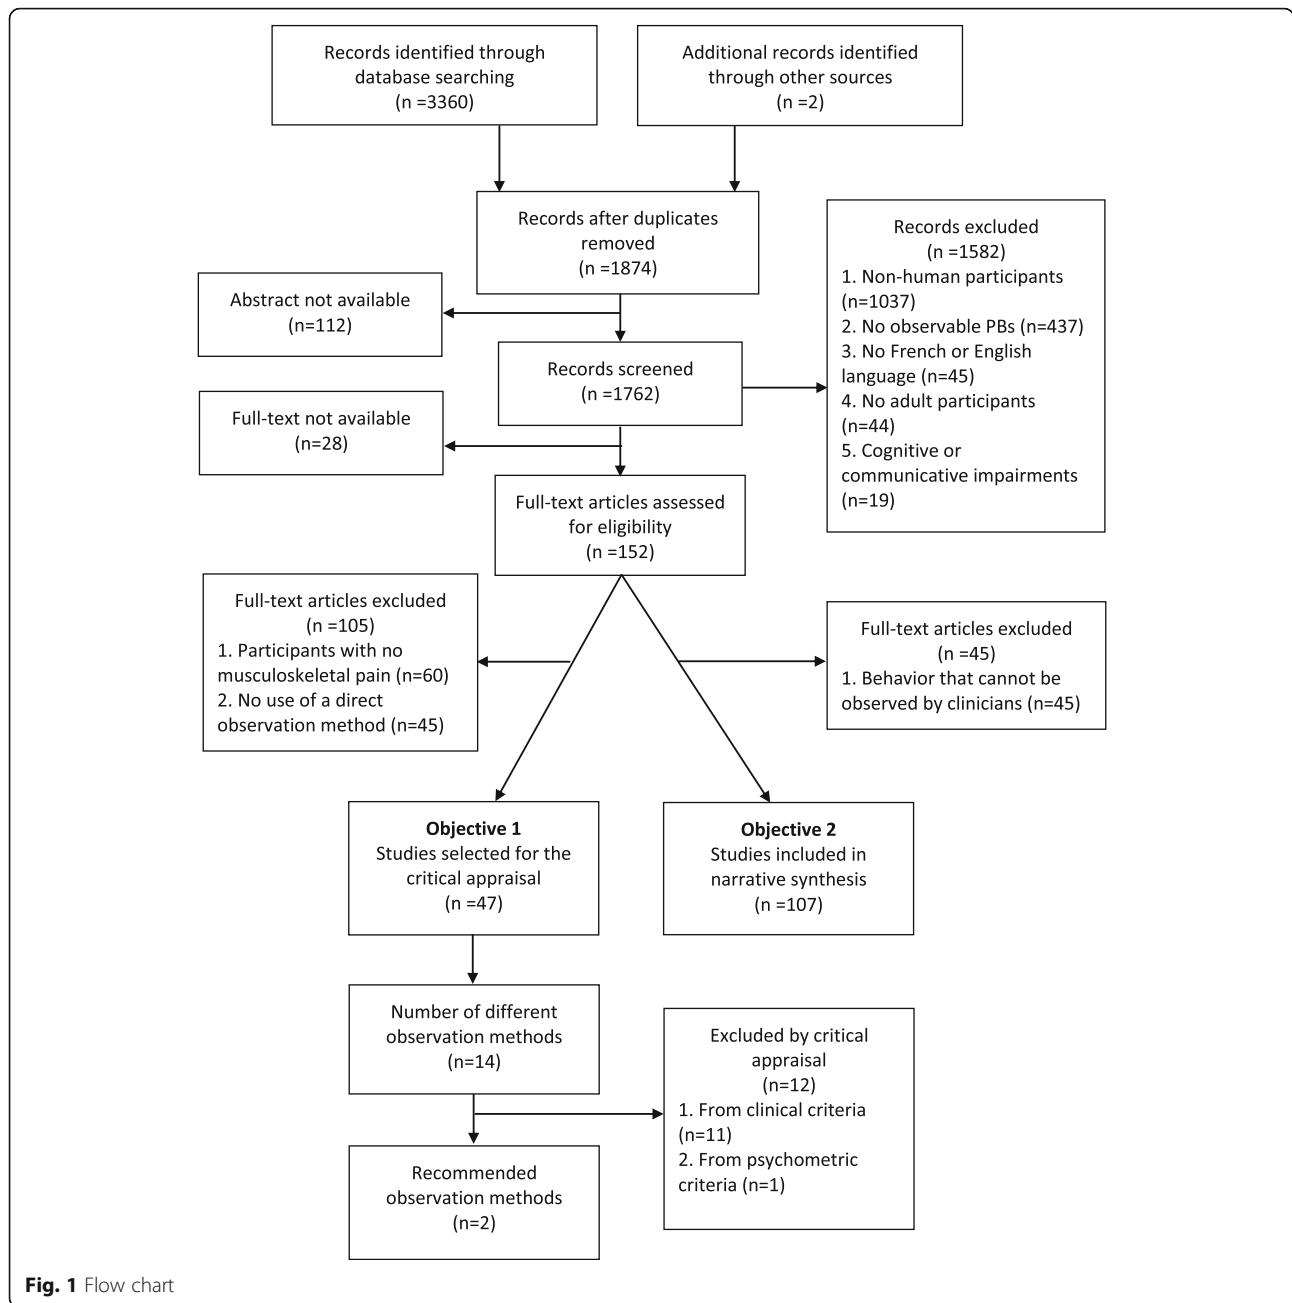 Records identified through
database searching
(n =3360)
Additional records identified
through other sources
(n =2)
Records after duplicates
removed
(n =1874)
Abstract not available
(n=112)
Records screened
(n =1762)
Records excluded
(n =1582)
1. Non-human participants
(n=1037)
2. No observable PBs (n=437)
3. No French or English
language (n=45)
4. No adult participants
(n=44)
5. Cognitive or
communicative impairments
(n=19)
Full-text not available
(n=28)
Full-text articles assessed
for eligibility
(n =152)
Full-text articles excluded
(n =105)
1. Participants with no
musculoskeletal pain (n=60)
2. No use of a direct
observation method (n=45)
Full-text articles excluded
(n =45)
1. Behavior that cannot be
observed by clinicians (n=45)
Objective 1
Studies selected for the
critical appraisal
(n =47)
Objective 2
Studies included in
narrative synthesis
(n =107)
Number of different
observation methods
(n=14)
Excluded by critical
appraisal
(n=12)
1. From clinical criteria
(n=11)
2. From psychometric
criteria (n=1)
Recommended
observation methods
(n=2)
Fig. 1 Flow chart